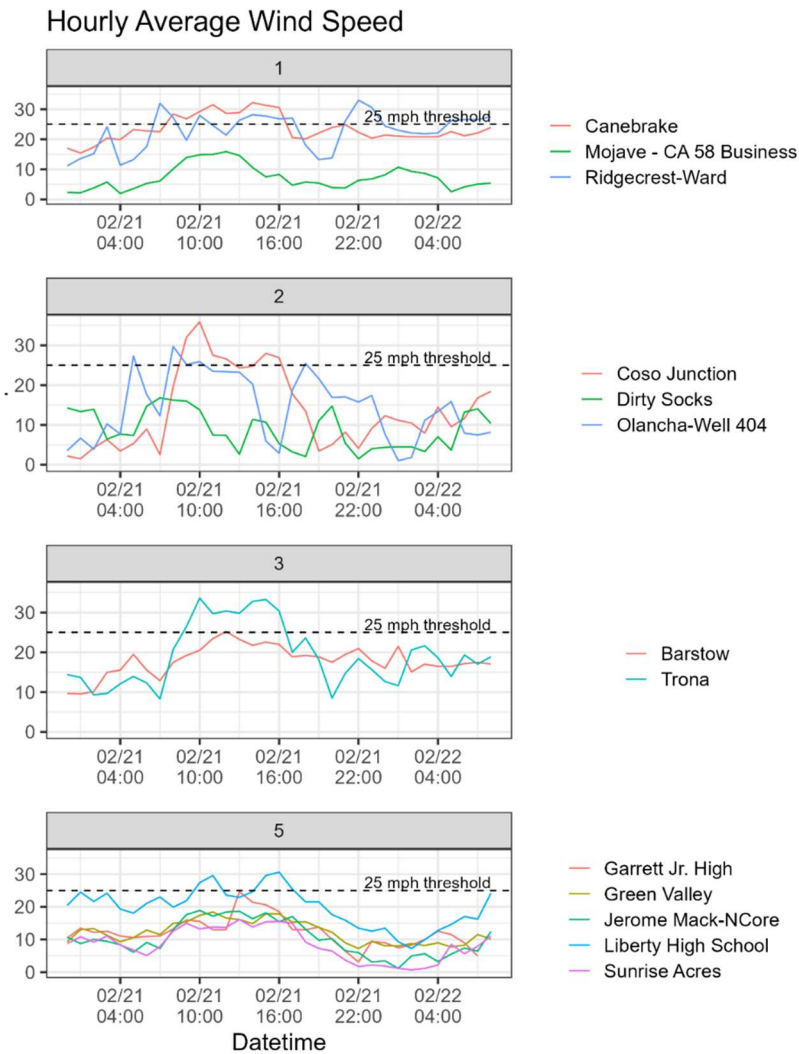 Hourly Average Wind Speed
1
30
20
10
0
25 mph threshold
02/21 02/21 02/21 02/21 02/22
04:00 10:00 16:00 22:00 04:00
Canebrake
Mojave - CA 58 Business
Ridgecrest-Ward
2
30
20
10
0
25 mph threshold
02/21 02/21 02/21 02/21 02/22
04:00 10:00 16:00 22:00 04:00
Coso Junction
Dirty Socks
Olancha-Well 404
3
30
20
10
0
25 mph threshold
02/21 02/21 02/21 02/21 02/22
04:00 10:00 16:00 22:00 04:00
Barstow
Trona
5
30
20
10
0
25 mph threshold
02/21 02/21 02/21 02/21 02/22
04:00 10:00 16:00 22:00 04:00
Datetime
Garrett Jr. High
Green Valley
Jerome Mack-NCore
Liberty High School
Sunrise Acres